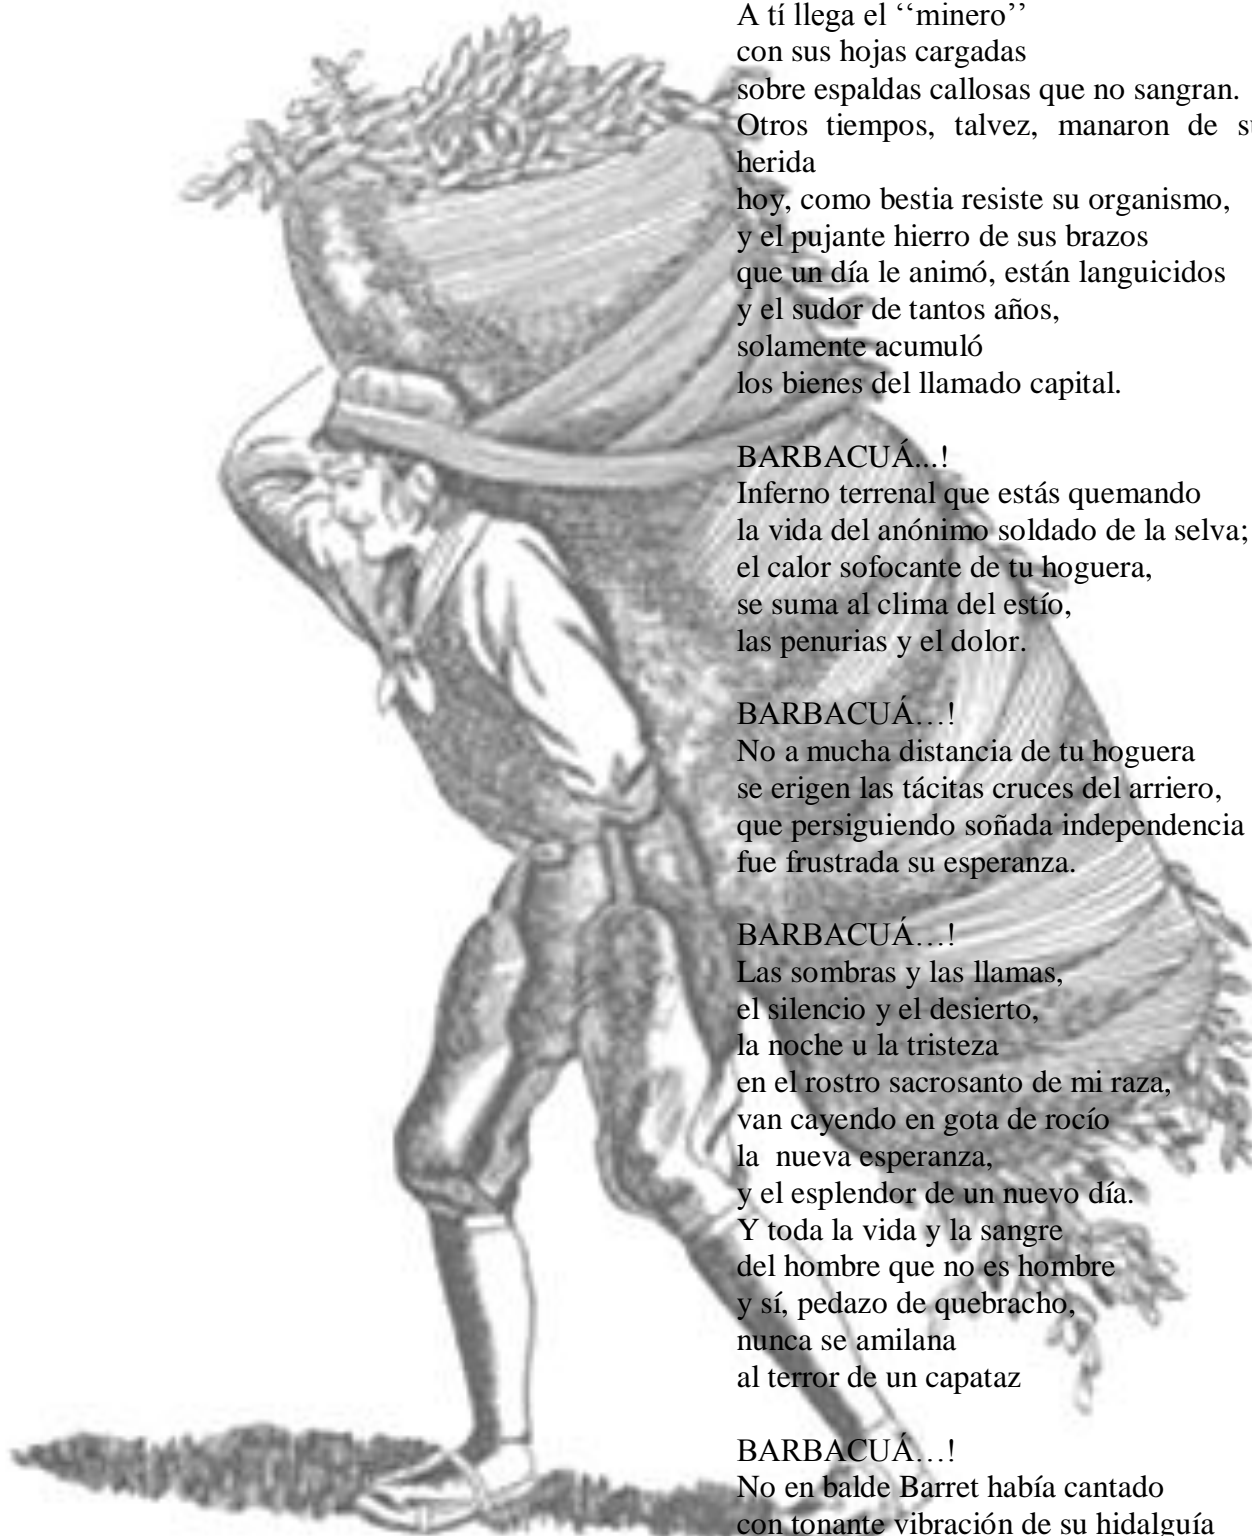 A tí llega el ‘‘minero’’
con sus hojas cargadas
sobre espaldas callosas que no sangran.
Otros tiempos, talvez, manaron de
herida
hoy, como bestia resiste su organismo,
y el pujante hierro de sus brazos
que un día le animó, están languicidos
y el sudor de tantos años,
solamente acumuló
los bienes del llamado capital.
BARBACUÁ...!
Inferno terrenal que estás quemando
la vida del anónimo soldado de la selva;
el calor sofocante de tu hoguera,
se suma al clima del estío,
las penurias y el dolor.
BARBACUÁ…!
No a mucha distancia de tu hoguera
se erigen las tácitas cruces del arriero,
que persiguiendo soñada independencia
fue frustrada su esperanza.
BARBACUÁ…!
Las sombras y las llamas,
el silencio y el desierto,
la noche u la tristeza
en el rostro sacrosanto de mi raza,
van cayendo en gota de rocío
la nueva esperanza,
y el esplendor de un nuevo día.
Y toda la vida y la sangre
del hombre que no es hombre
y sí, pedazo de quebracho,
nunca se amilana
al terror de un capataz
BARBACUÁ…!
No en balde Barret había cantado
con tonante vibración de su hidalguía